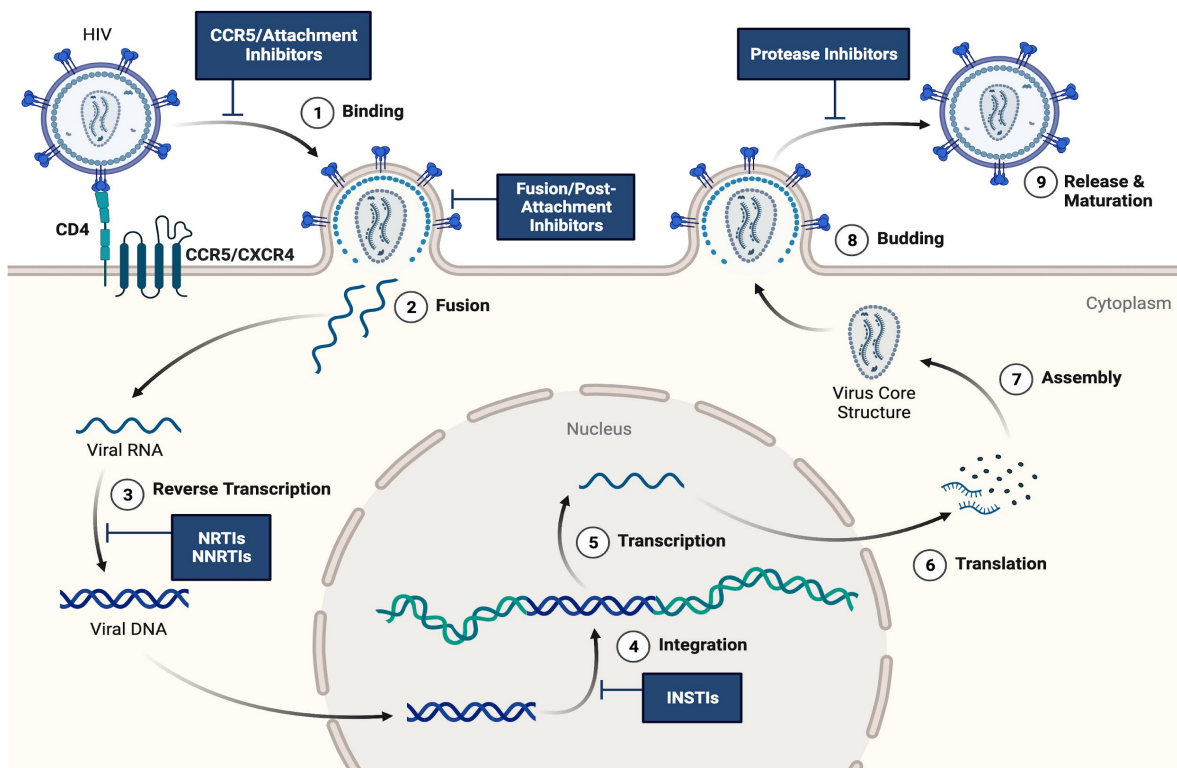 HIV
CCR5/Attachment
Inhibitors
1 Binding
CD4
CCR5/CXCR4
Fusion/Post-
Attachment
Inhibitors
2 Fusion
Viral RNA
3 Reverse Transcription
NRTIs
NNRTIs
Viral DNA
Nucleus
4 Integration
INSTIs
5 Transcription
6 Translation
7 Assembly
Virus Core
Structure
Cytoplasm
8 Budding
Protease Inhibitors
9 Release &
Maturation